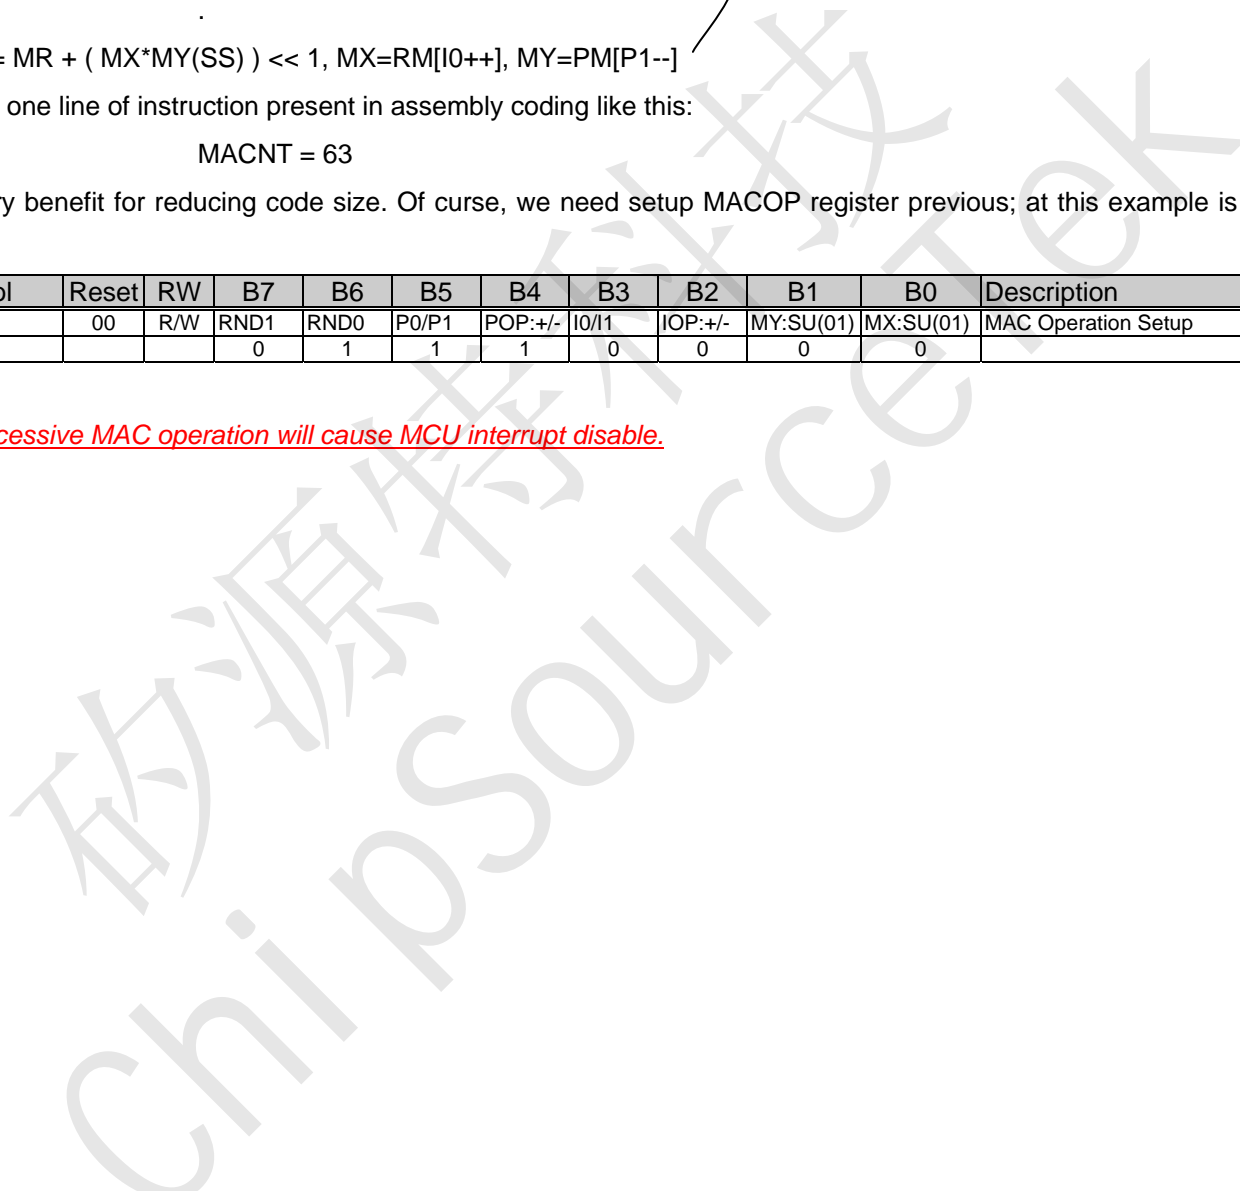 .
= MR + ( MX*MY(SS) ) << 1, MX=RM[I0++], MY=PM[P1--]
one line of instruction present in assembly coding like this:
MACNT = 63
ry benefit for reducing code size. Of curse, we need setup MACOP register previous; at this example is
ol Reset RW B7 B6 B5 B4 B3 B2 B1 B0 Description
00 R/W RND1 RND0 P0/P1 POP:+/- I0/I1 IOP:+/- MY:SU(01) MX:SU(01) MAC Operation Setup
0 1 1 1 0 0 0 0
cessive MAC operation will cause MCU interrupt disable.
矽源特科技
ChipSourceTek